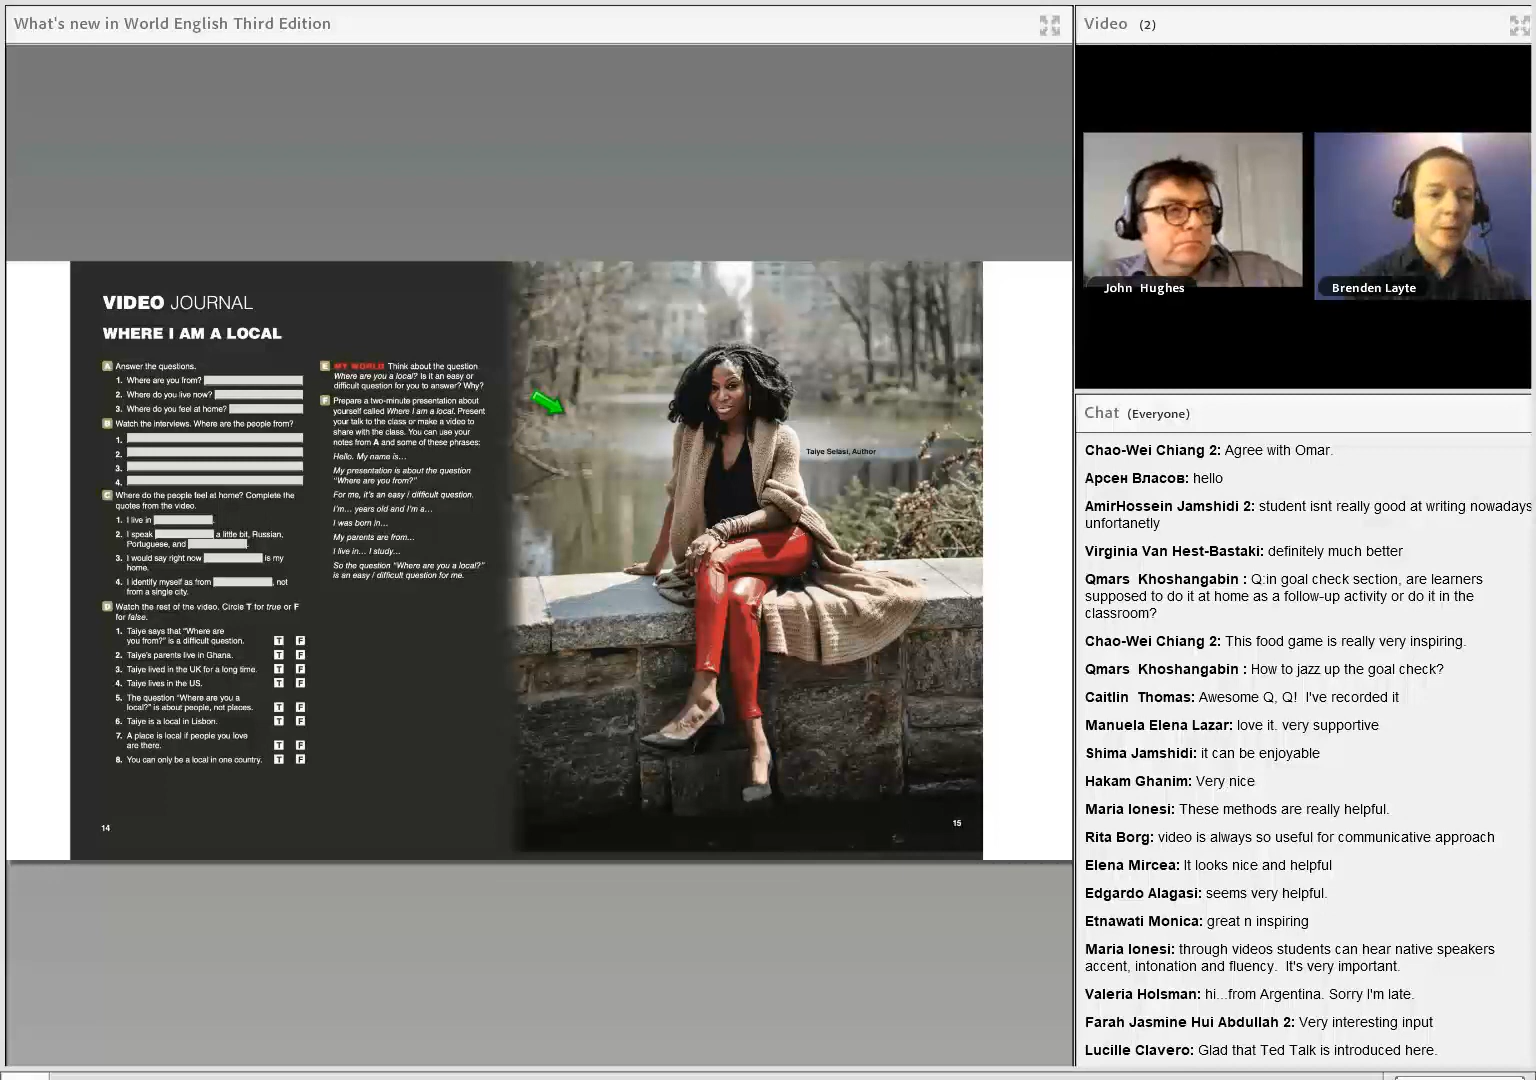 What's new in World English Third Edition
VIDEO JOURNAL
WHERE I AM A LOCAL
A Answer the questions.
1. Where are you from?
2. Where do you live now?
3. Where do you feel at home?
B Watch the interviews. Where are the people from?
1.
2.
3.
4.
C Where do the people feel at home? Complete the
quotes from the video.
1. I live in .
2. I speak a little bit, Russian,
Portuguese, and .
3. I would say right now is my
home.
4. I identify myself as from , not
from a single city.
D Watch the rest of the video. Circle T for true or F
for false.
1. Taiye says that "Where are
you from?" is a difficult question. T F
2. Taiye's parents live in Ghana. T F
3. Taiye lived in the UK for a long time. T F
4. Taiye lives in the US. T F
5. The question "Where are you a
local?" is about people, not places. T F
6. Taiye is a local in Lisbon. T F
7. A place is local if people you love
are there. T F
8. You can only be a local in one country. T F
14
E MY WORLD Think about the question
Where are you a local? Is it an easy or
difficult question for you to answer? Why?
F Prepare a two-minute presentation about
yourself called Where I am a local. Present
your talk to the class or make a video to
share with the class. You can use your
notes from A and some of these phrases:
Hello. My name is...
My presentation is about the question
"Where are you from?"
For me, it's an easy / difficult question.
I'm... years old and I'm a...
I was born in...
My parents are from...
I live in... I study...
So the question "Where are you a local?"
is an easy / difficult question for me.
Taiye Selasi, Author
15
Video (2)
John Hughes
Brenden Layte
Chat (Everyone)
Chao-Wei Chiang 2: Agree with Omar.
Арсен Власов: hello
AmirHossein Jamshidi 2: student isnt really good at writing nowadays
unfortanetly
Virginia Van Hest-Bastaki: definitely much better
Qmars Khoshangabin : Q:in goal check section, are learners
supposed to do it at home as a follow-up activity or do it in the
classroom?
Chao-Wei Chiang 2: This food game is really very inspiring.
Qmars Khoshangabin : How to jazz up the goal check?
Caitlin Thomas: Awesome Q, Q! I've recorded it
Manuela Elena Lazar: love it. very supportive
Shima Jamshidi: it can be enjoyable
Hakam Ghanim: Very nice
Maria Ionesi: These methods are really helpful.
Rita Borg: video is always so useful for communicative approach
Elena Mircea: It looks nice and helpful
Edgardo Alagasi: seems very helpful.
Etnawati Monica: great n inspiring
Maria Ionesi: through videos students can hear native speakers
accent, intonation and fluency. It's very important.
Valeria Holsman: hi...from Argentina. Sorry I'm late.
Farah Jasmine Hui Abdullah 2: Very interesting input
Lucille Clavero: Glad that Ted Talk is introduced here.